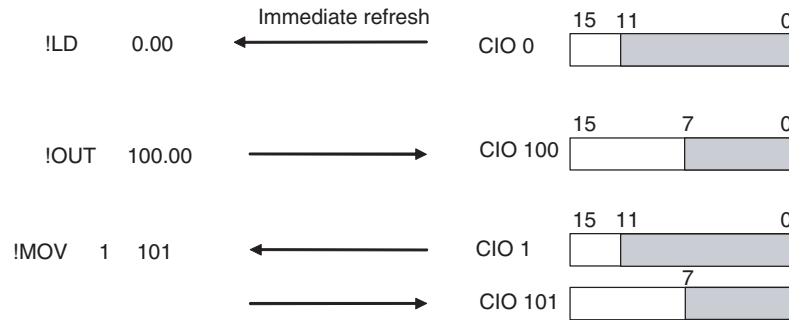 Immediate refresh
15 11 0
!LD 0.00 CIO 0
15 7 0
!OUT 100.00 CIO 100
15 11 0
!MOV 1 101 CIO 1
7
CIO 101